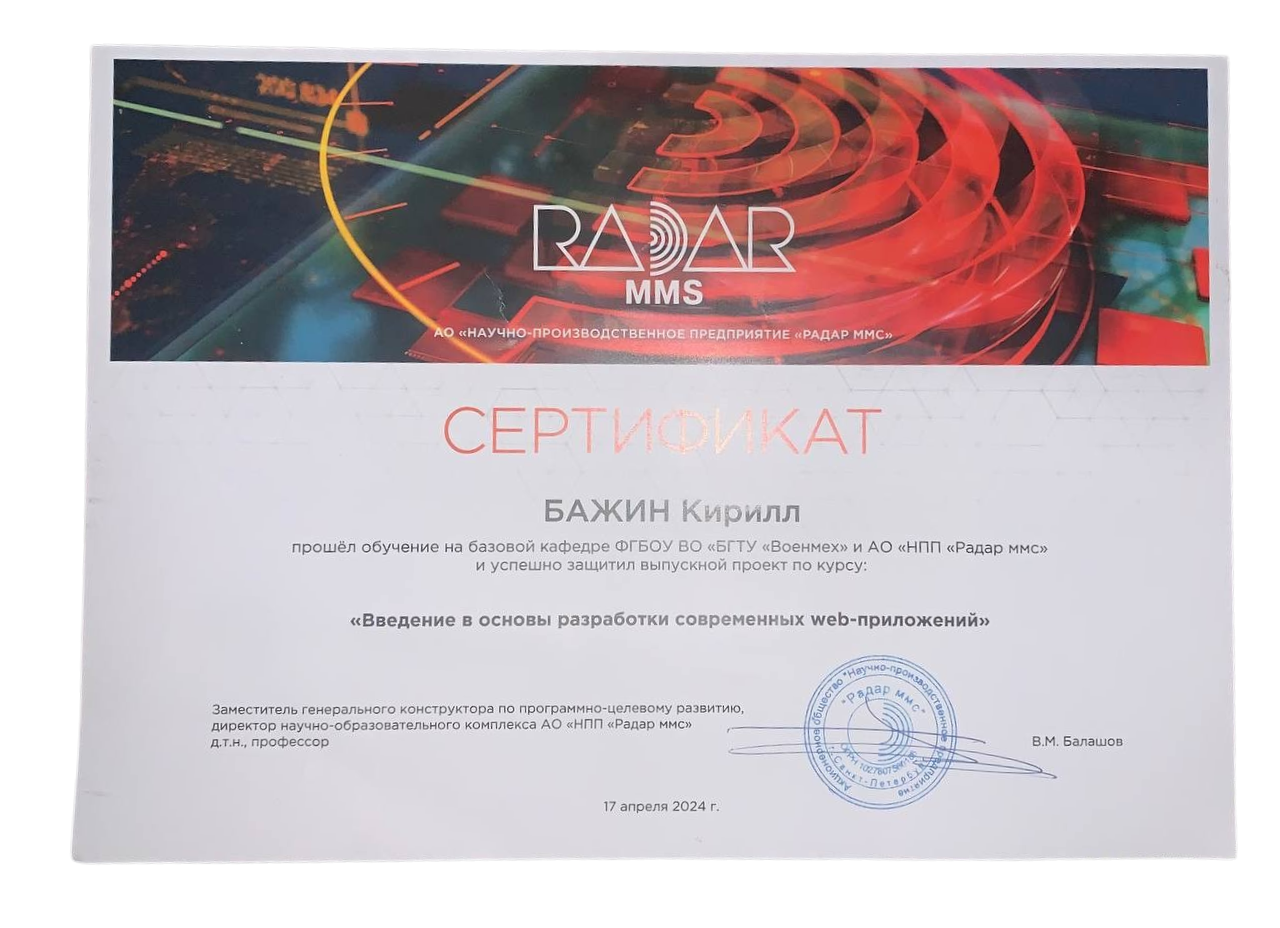 RADAR
MMS
АО «НАУЧНО-ПРОИЗВОДСТВЕННОЕ ПРЕДПРИЯТИЕ «РАДАР ММС»
СЕРТИФИКАТ
БАЖИН Кирилл
прошёл обучение на базовой кафедре ФГБОУ ВО «БГТУ «Военмех» и АО «НПП «Радар ммс»
и успешно защитил выпускной проект по курсу:
«Введение в основы разработки современных web-приложений»
Заместитель генерального конструктора по программно-целевому развитию,
директор научно-образовательного комплекса АО «НПП «Радар ммс»
д.т.н., профессор
Акционерное общество "Научно-производственное предприятие
"Радар ммс"
ОГРН
г. Санкт-Петербург
В.М. Балашов
17 апреля 2024 г.